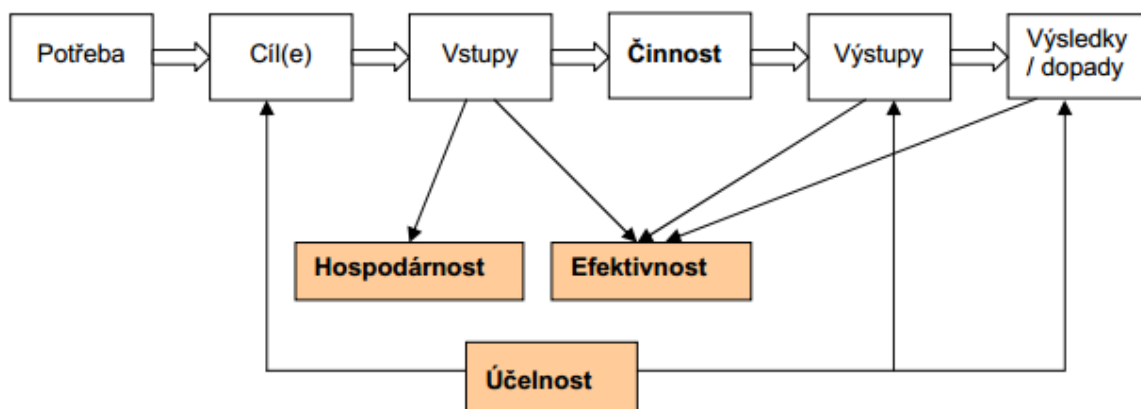 Potřeba
Cíl(e)
Vstupy
Činnost
Výstupy
Výsledky
/ dopady
Hospodárnost
Efektivnost
Účelnost